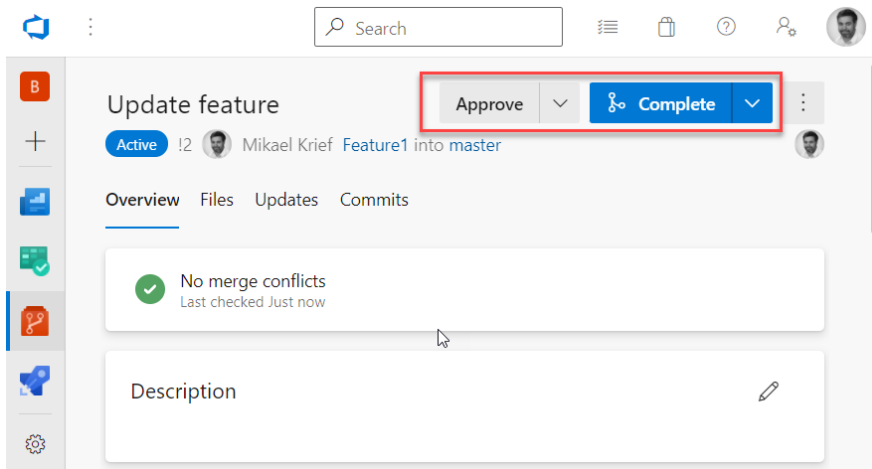 Search
B
Update feature
Approve
Complete
Active !2 Mikael Krief Feature1 into master
Overview Files Updates Commits
No merge conflicts
Last checked Just now
Description